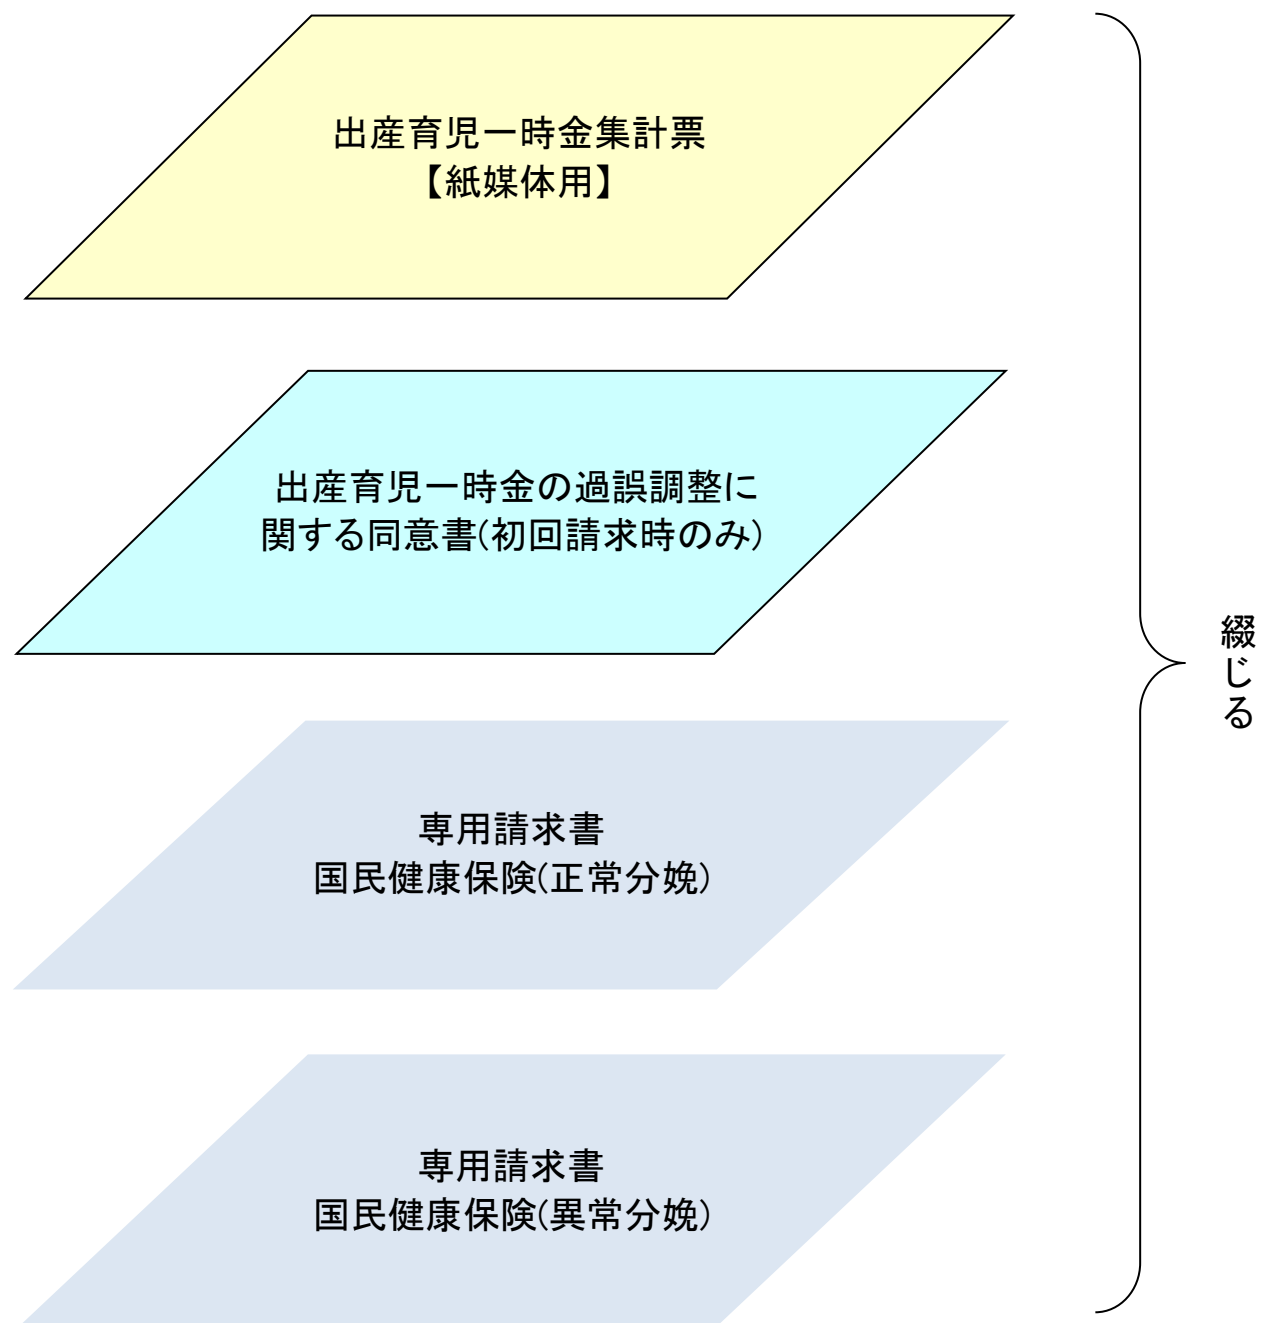 出産育児一時金集計票
【紙媒体用】
出産育児一時金の過誤調整に
関する同意書(初回請求時のみ)
専用請求書
国民健康保険(正常分娩)
専用請求書
国民健康保険(異常分娩)
綴じる